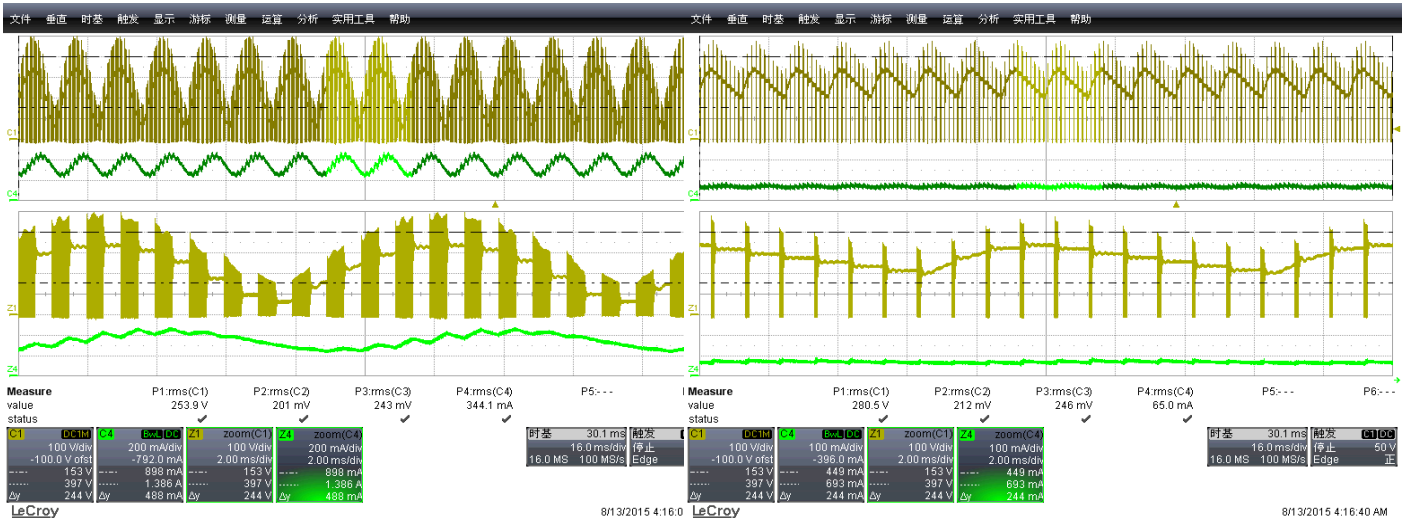 文件 垂直 时基 触发 显示 游标 测量 运算 分析 实用工具 帮助
C1
C4
Z1
Z4
Measure P1:rms(C1) P2:rms(C2) P3:rms(C3) P4:rms(C4) P5:- - -
value 253.9 V 201 mV 243 mV 344.1 mA
status
C1 DC1M C4 BwL DC Z1 zoom(C1) Z4 zoom(C4) 时基 30.1 ms 触发
100 V/div 200 mA/div 100 V/div 200 mA/div 16.0 ms/div 停止
-100.0 V ofst -792.0 mA 2.00 ms/div 2.00 ms/div 16.0 MS 100 MS/s Edge
153 V 898 mA 153 V 898 mA
397 V 1.386 A 397 V 1.386 A
Δy 244 V Δy 488 mA Δy 244 V Δy 488 mA
LeCroy 8/13/2015 4:16:0
文件 垂直 时基 触发 显示 游标 测量 运算 分析 实用工具 帮助
C1
C4
Z1
Z4
Measure P1:rms(C1) P2:rms(C2) P3:rms(C3) P4:rms(C4) P5:- - - P6:- - -
value 280.5 V 212 mV 246 mV 65.0 mA
status
C1 DC1M C4 BwL DC Z1 zoom(C1) Z4 zoom(C4) 时基 30.1 ms 触发 C1 DC
100 V/div 100 mA/div 100 V/div 100 mA/div 16.0 ms/div 停止 50 V
-100.0 V ofst -396.0 mA 2.00 ms/div 2.00 ms/div 16.0 MS 100 MS/s Edge 正
153 V 449 mA 153 V 449 mA
397 V 693 mA 397 V 693 mA
Δy 244 V Δy 244 mA Δy 244 V Δy 244 mA
LeCroy 8/13/2015 4:16:40 AM